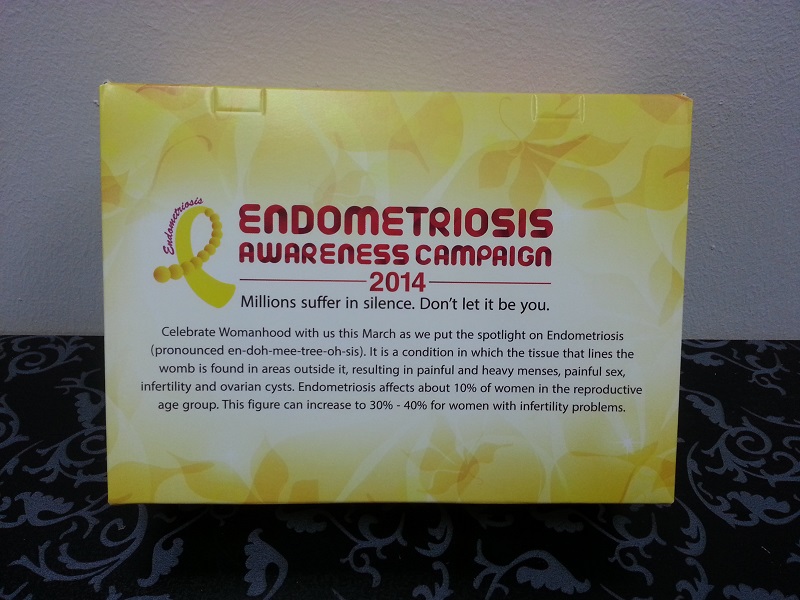 Endometriosis
ENDOMETRIOSIS
AWARENESS CAMPAIGN
2014
Millions suffer in silence. Don't let it be you.
Celebrate Womanhood with us this March as we put the spotlight on Endometriosis
(pronounced en-doh-mee-tree-oh-sis). It is a condition in which the tissue that lines the
womb is found in areas outside it, resulting in painful and heavy menses, painful sex,
infertility and ovarian cysts. Endometriosis affects about 10% of women in the reproductive
age group. This figure can increase to 30% - 40% for women with infertility problems.